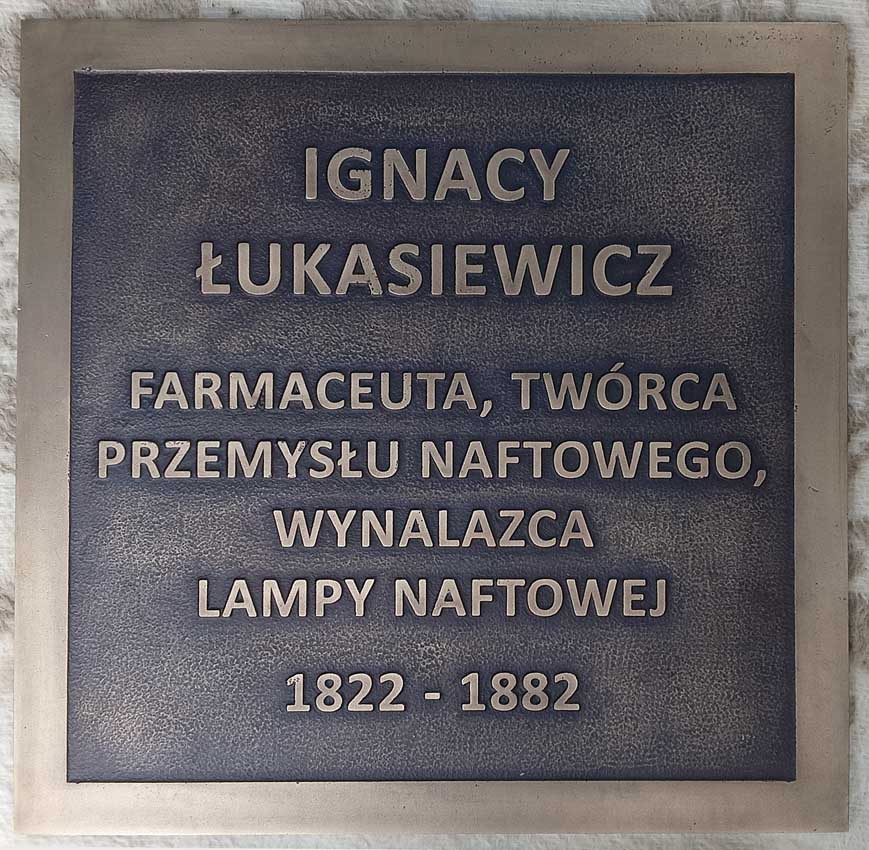 IGNACY
ŁUKASIEWICZ
FARMACEUTA, TWÓRCA
PRZEMYSŁU NAFTOWEGO,
WYNALAZCA
LAMPY NAFTOWEJ
1822 - 1882